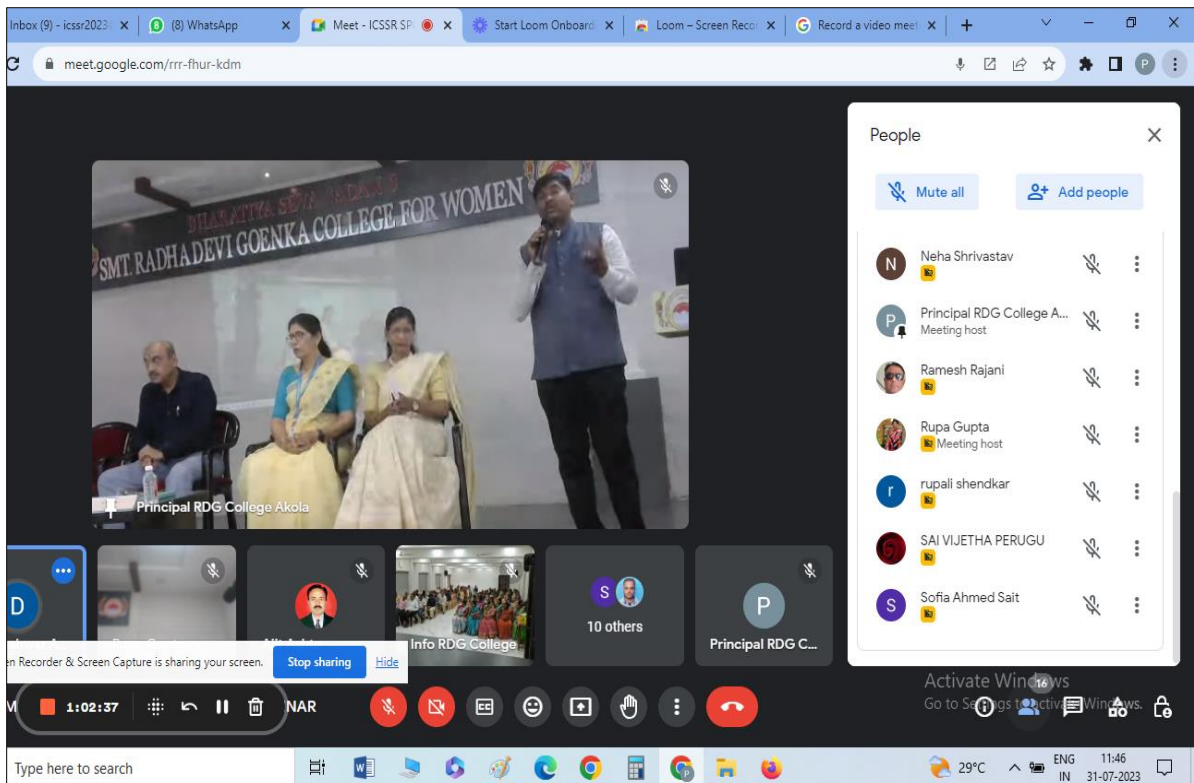 Inbox (9) - icssr2023
(8) WhatsApp
Meet - ICSSR SP
Start Loom Onboard
Loom – Screen Recor
Record a video meet
meet.google.com/rrr-fhur-kdm
P
BHARATIYA SEVA SADAN'S
SMT. RADHADEVI GOENKA COLLEGE FOR WOMEN
Principal RDG College Akola
People
Mute all
Add people
N
Neha Shrivastav
P
Principal RDG College A...
Meeting host
Ramesh Rajani
Rupa Gupta
Meeting host
r
rupali shendkar
SAI VIJETHA PERUGU
S
Sofia Ahmed Sait
D
Info RDG College
S
10 others
P
Principal RDG C...
en Recorder & Screen Capture is sharing your screen.
Stop sharing
Hide
M
1:02:37
NAR
CC
16
Activate Windows
Go to Settings to activate Windows.
Type here to search
29°C
ENG
IN
11:46
31-07-2023